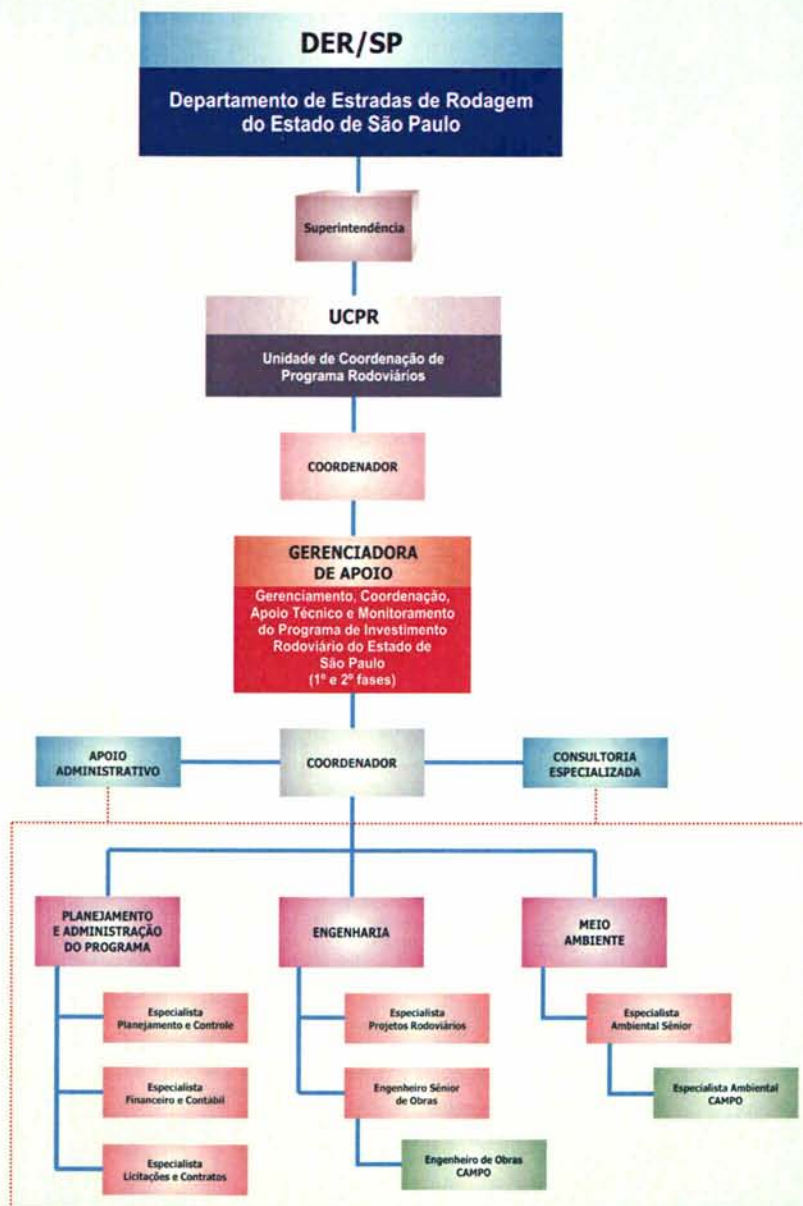 DER/SP
Departamento de Estradas de Rodagem
do Estado de São Paulo
Superintendência
UCPR
Unidade de Coordenação de
Programa Rodoviários
COORDENADOR
GERENCIADORA
DE APOIO
Gerenciamento, Coordenação,
Apoio Técnico e Monitoramento
do Programa de Investimento
Rodoviário do Estado de
São Paulo
(1º e 2º fases)
APOIO
ADMINISTRATIVO
COORDENADOR
CONSULTORIA
ESPECIALIZADA
PLANEJAMENTO
E ADMINISTRAÇÃO
DO PROGRAMA
Especialista
Planejamento e Controle
Especialista
Financeiro e Contábil
Especialista
Licitações e Contratos
ENGENHARIA
Especialista
Projetos Rodoviários
Engenheiro Sénior
de Obras
Engenheiro de Obras
CAMPO
MEIO
AMBIENTE
Especialista
Ambiental Sênior
Especialista Ambiental
CAMPO